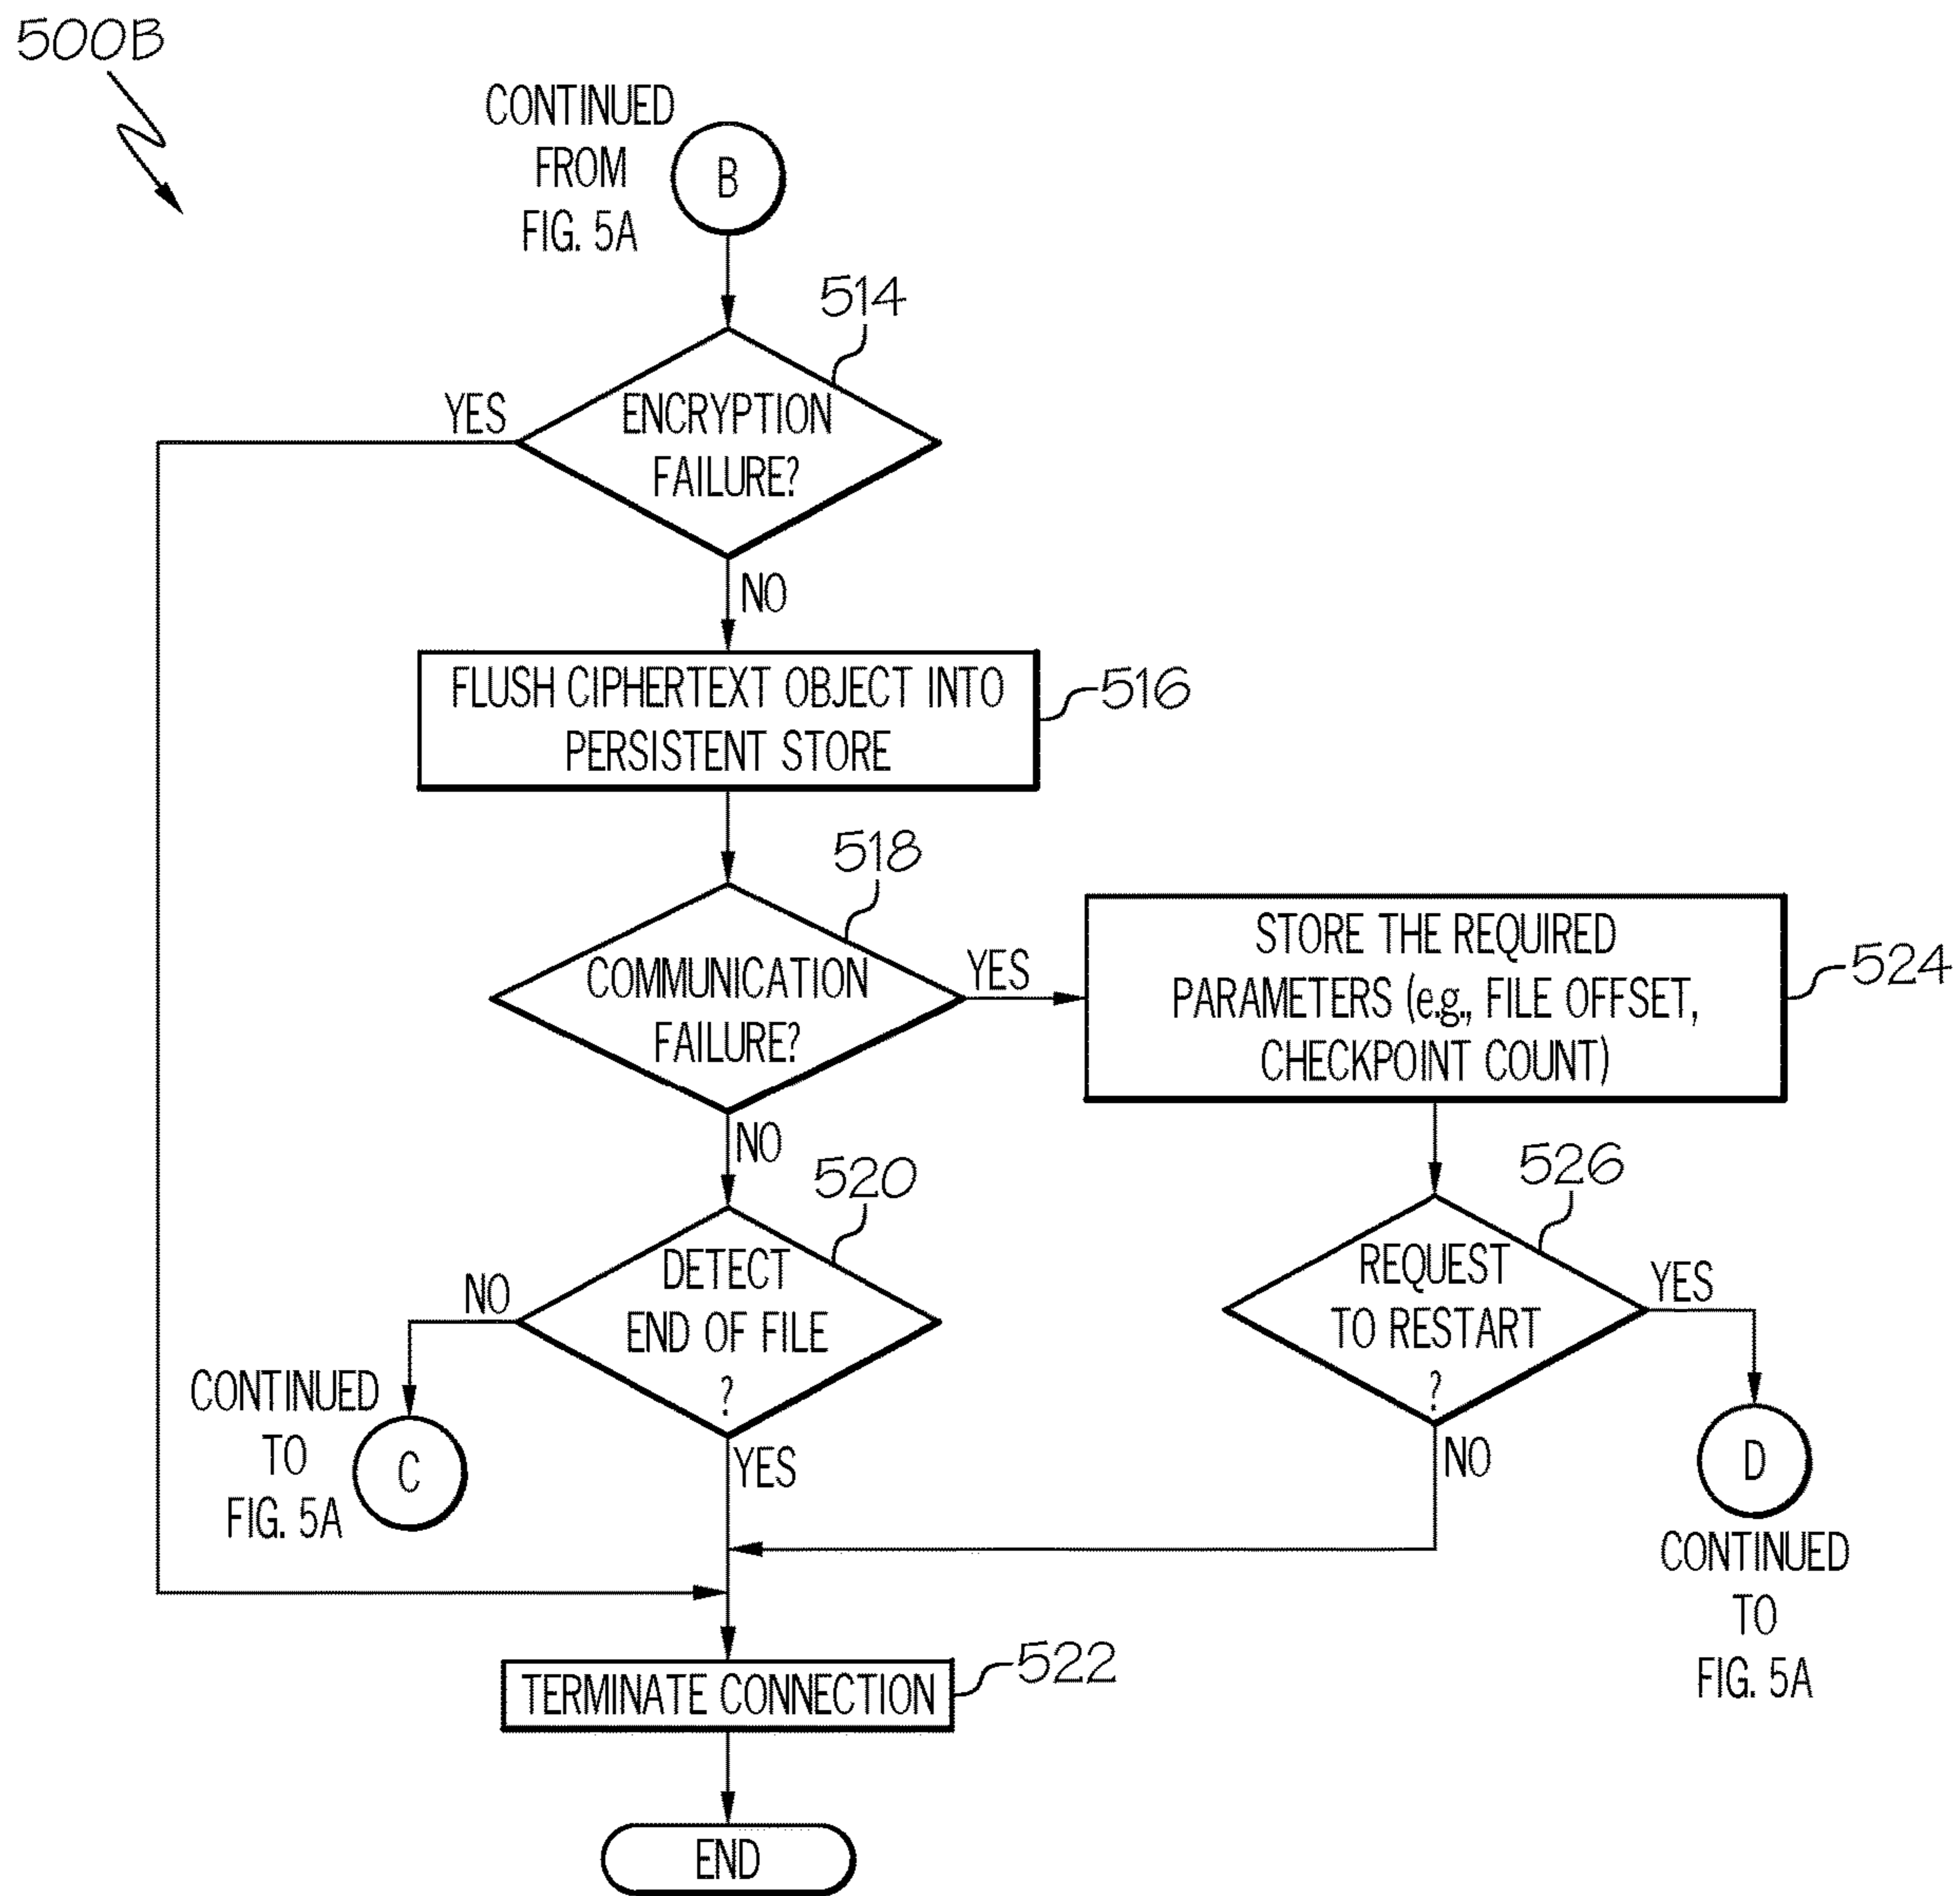 500B
CONTINUED
FROM
FIG. 5A
B
514
YES
ENCRYPTION
FAILURE?
NO
FLUSH CIPHERTEXT OBJECT INTO
PERSISTENT STORE
516
518
COMMUNICATION
FAILURE?
YES
STORE THE REQUIRED
PARAMETERS (e.g., FILE OFFSET,
CHECKPOINT COUNT)
524
NO
520
DETECT
END OF FILE
?
NO
CONTINUED
TO
FIG. 5A
C
YES
526
REQUEST
TO RESTART
?
YES
NO
D
CONTINUED
TO
FIG. 5A
TERMINATE CONNECTION
522
END